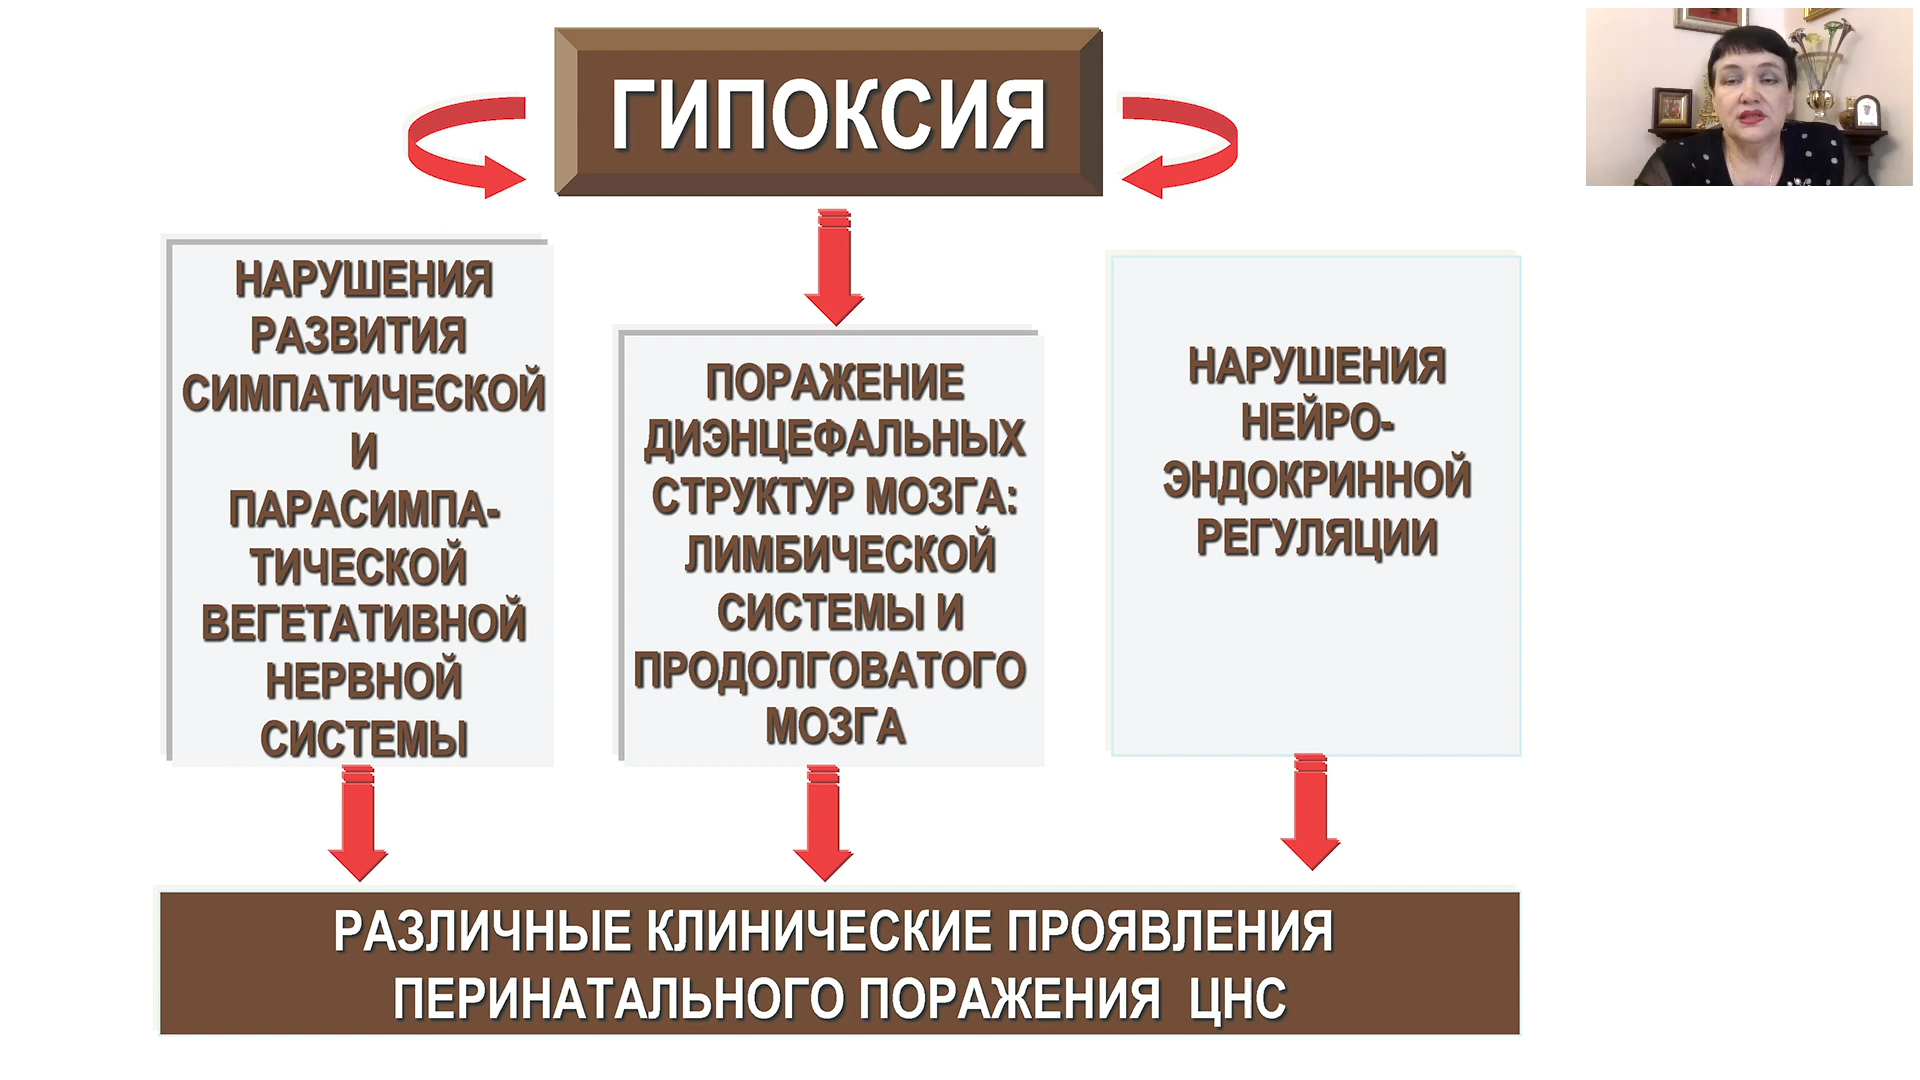 ГИПОКСИЯ
НАРУШЕНИЯ
РАЗВИТИЯ
СИМПАТИЧЕСКОЙ
И
ПАРАСИМПА-
ТИЧЕСКОЙ
ВЕГЕТАТИВНОЙ
НЕРВНОЙ
СИСТЕМЫ
ПОРАЖЕНИЕ
ДИЭНЦЕФАЛЬНЫХ
СТРУКТУР МОЗГА:
ЛИМБИЧЕСКОЙ
СИСТЕМЫ И
ПРОДОЛГОВАТОГО
МОЗГА
НАРУШЕНИЯ
НЕЙРО-
ЭНДОКРИННОЙ
РЕГУЛЯЦИИ
РАЗЛИЧНЫЕ КЛИНИЧЕСКИЕ ПРОЯВЛЕНИЯ
ПЕРИНАТАЛЬНОГО ПОРАЖЕНИЯ ЦНС